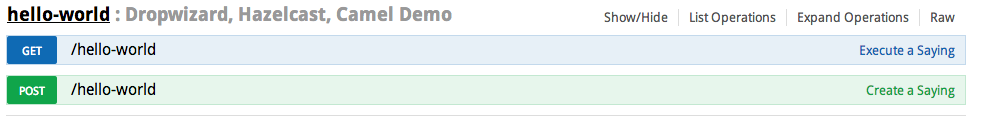 hello-world : Dropwizard, Hazelcast, Camel Demo Show/Hide List Operations Expand Operations Raw
GET /hello-world Execute a Saying
POST /hello-world Create a Saying